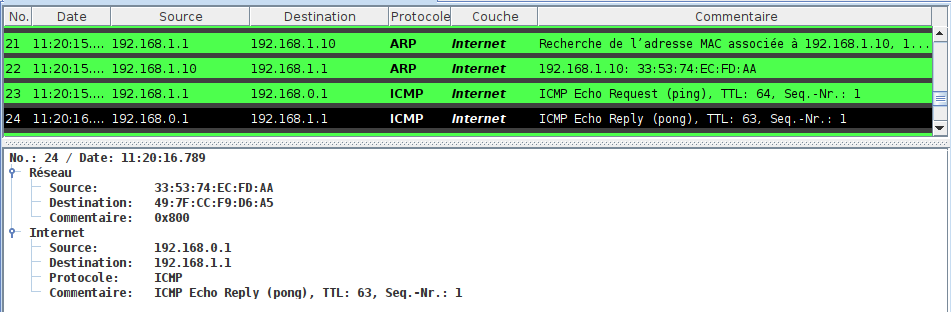 No. Date Source Destination Protocole Couche Commentaire
21 11:20:15.... 192.168.1.1 192.168.1.10 ARP Internet Recherche de l'adresse MAC associée à 192.168.1.10, 1...
22 11:20:15.... 192.168.1.10 192.168.1.1 ARP Internet 192.168.1.10: 33:53:74:EC:FD:AA
23 11:20:15.... 192.168.1.1 192.168.0.1 ICMP Internet ICMP Echo Request (ping), TTL: 64, Seq.-Nr.: 1
24 11:20:16.... 192.168.0.1 192.168.1.1 ICMP Internet ICMP Echo Reply (pong), TTL: 63, Seq.-Nr.: 1
No.: 24 / Date: 11:20:16.789
Réseau
Source: 33:53:74:EC:FD:AA
Destination: 49:7F:CC:F9:D6:A5
Commentaire: 0x800
Internet
Source: 192.168.0.1
Destination: 192.168.1.1
Protocole: ICMP
Commentaire: ICMP Echo Reply (pong), TTL: 63, Seq.-Nr.: 1